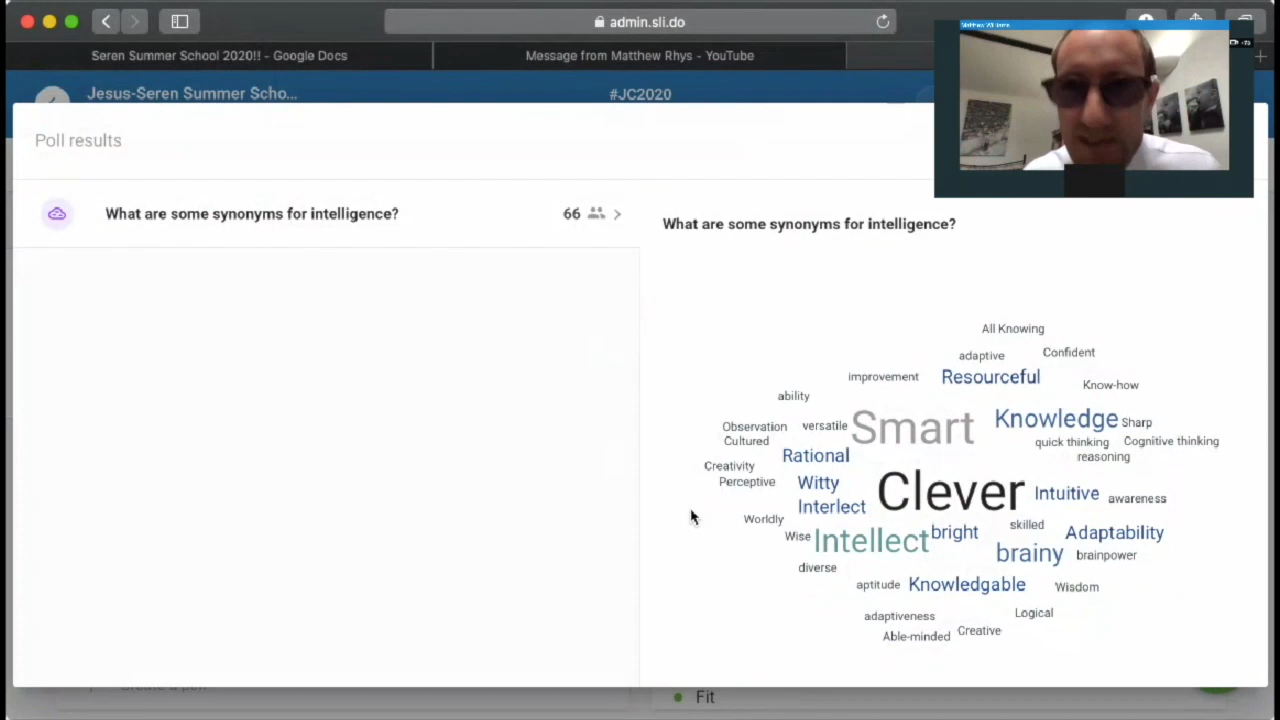 admin.sli.do
Seren Summer School 2020!! - Google Docs
Message from Matthew Rhys - YouTube
Matthew Williams
Jesus-Seren Summer Scho...
#JC2020
Poll results
What are some synonyms for intelligence?
66
What are some synonyms for intelligence?
All Knowing
adaptive
Confident
improvement
Resourceful
Know-how
ability
Observation
versatile
Smart
Knowledge
Sharp
Cultured
quick thinking
Cognitive thinking
Rational
reasoning
Creativity
Perceptive
Witty
Clever
Intuitive
awareness
Interlect
Worldly
skilled
Wise
Intellect
bright
Adaptability
brainy
brainpower
diverse
aptitude
Knowledgable
Wisdom
adaptiveness
Logical
Able-minded
Creative
Fit